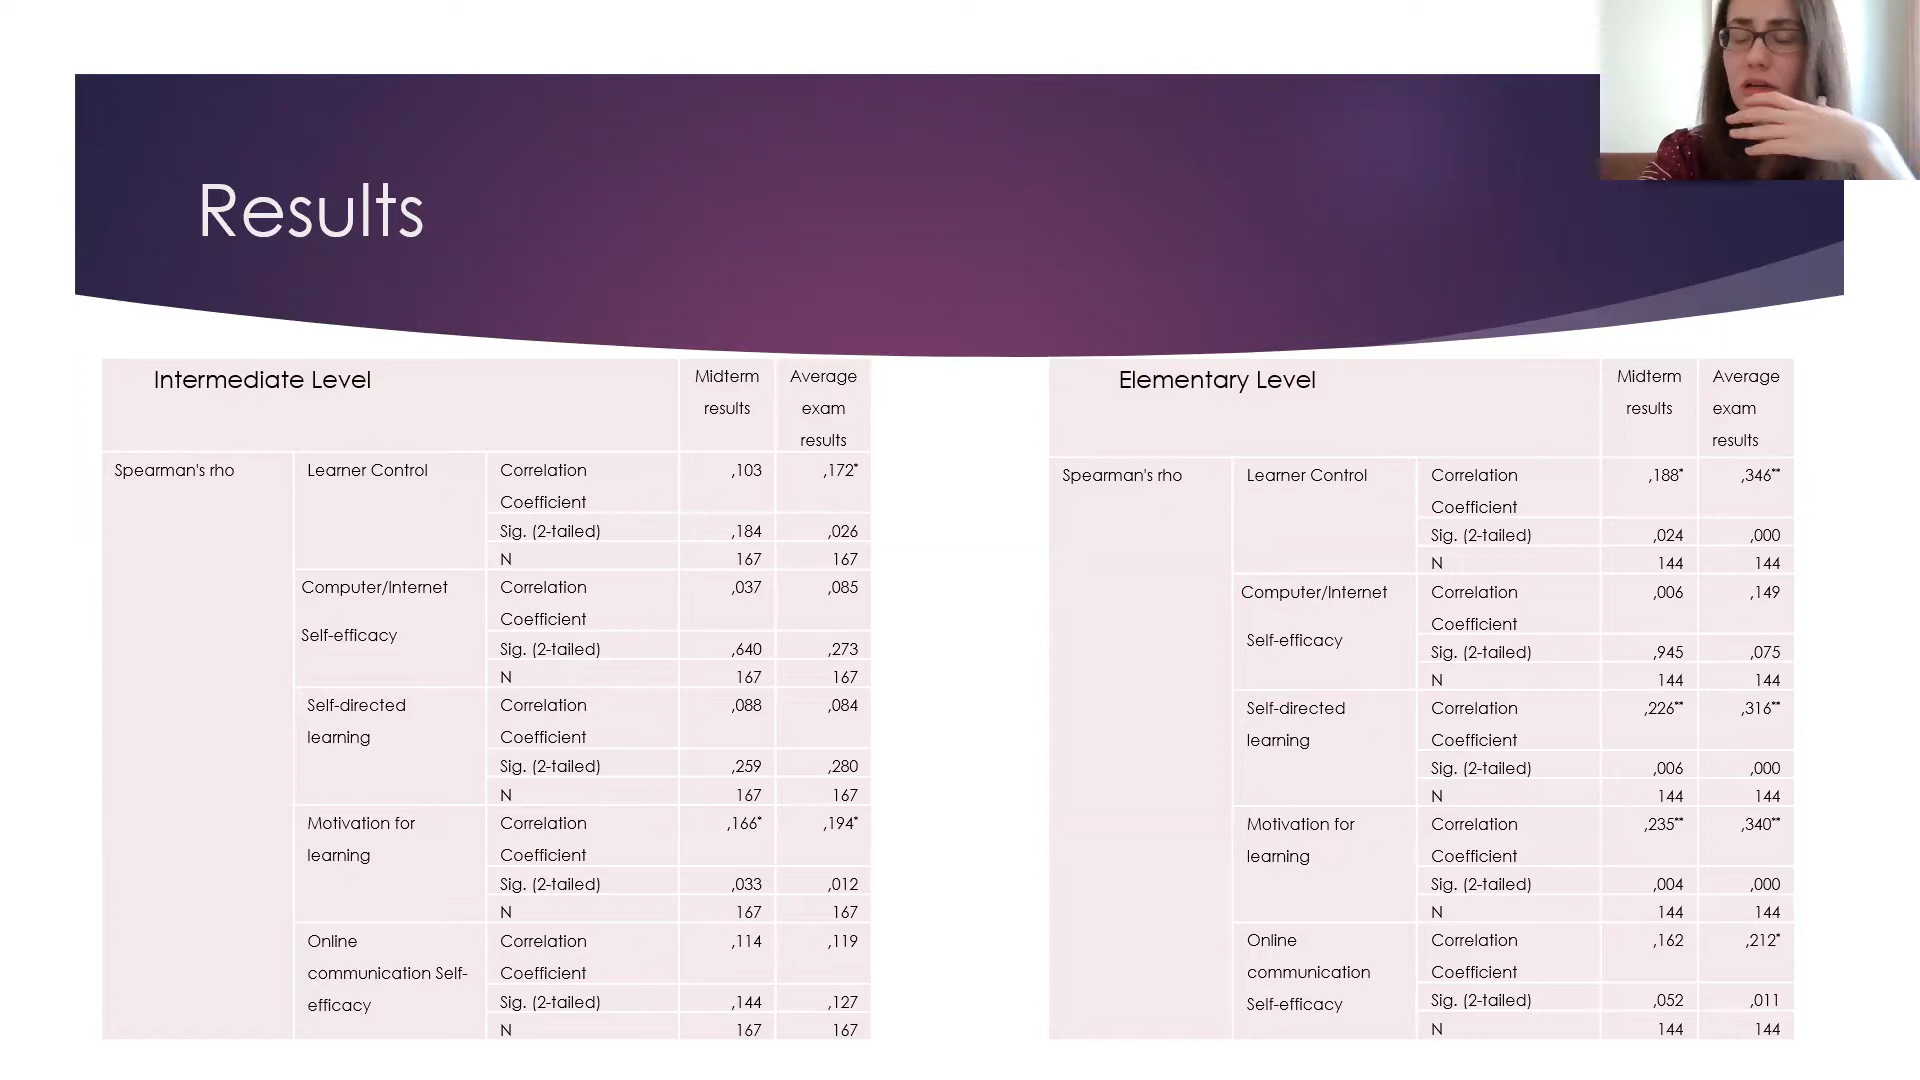 Results
Intermediate Level
Midterm results
Average exam results
Spearman's rho
Learner Control
Correlation Coefficient ,103 ,172*
Sig. (2-tailed) ,184 ,026
N 167 167
Computer/Internet Self-efficacy
Correlation Coefficient ,037 ,085
Sig. (2-tailed) ,640 ,273
N 167 167
Self-directed learning
Correlation Coefficient ,088 ,084
Sig. (2-tailed) ,259 ,280
N 167 167
Motivation for learning
Correlation Coefficient ,166* ,194*
Sig. (2-tailed) ,033 ,012
N 167 167
Online communication Self-efficacy
Correlation Coefficient ,114 ,119
Sig. (2-tailed) ,144 ,127
N 167 167
Elementary Level
Midterm results
Average exam results
Spearman's rho
Learner Control
Correlation Coefficient ,188* ,346**
Sig. (2-tailed) ,024 ,000
N 144 144
Computer/Internet Self-efficacy
Correlation Coefficient ,006 ,149
Sig. (2-tailed) ,945 ,075
N 144 144
Self-directed learning
Correlation Coefficient ,226** ,316**
Sig. (2-tailed) ,006 ,000
N 144 144
Motivation for learning
Correlation Coefficient ,235** ,340**
Sig. (2-tailed) ,004 ,000
N 144 144
Online communication Self-efficacy
Correlation Coefficient ,162 ,212*
Sig. (2-tailed) ,052 ,011
N 144 144